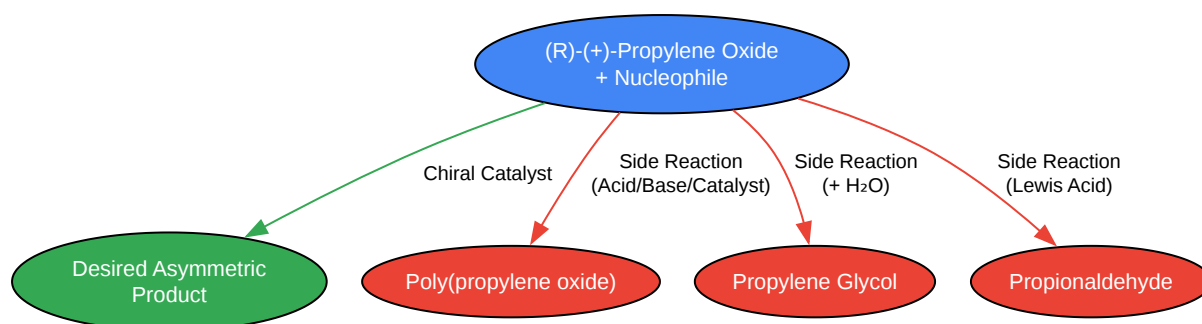 (R)-(+)-Propylene Oxide
+ Nucleophile
Chiral Catalyst
Side Reaction
(Acid/Base/Catalyst)
Side Reaction
(+ H₂O)
Side Reaction
(Lewis Acid)
Desired Asymmetric
Product
Poly(propylene oxide)
Propylene Glycol
Propionaldehyde